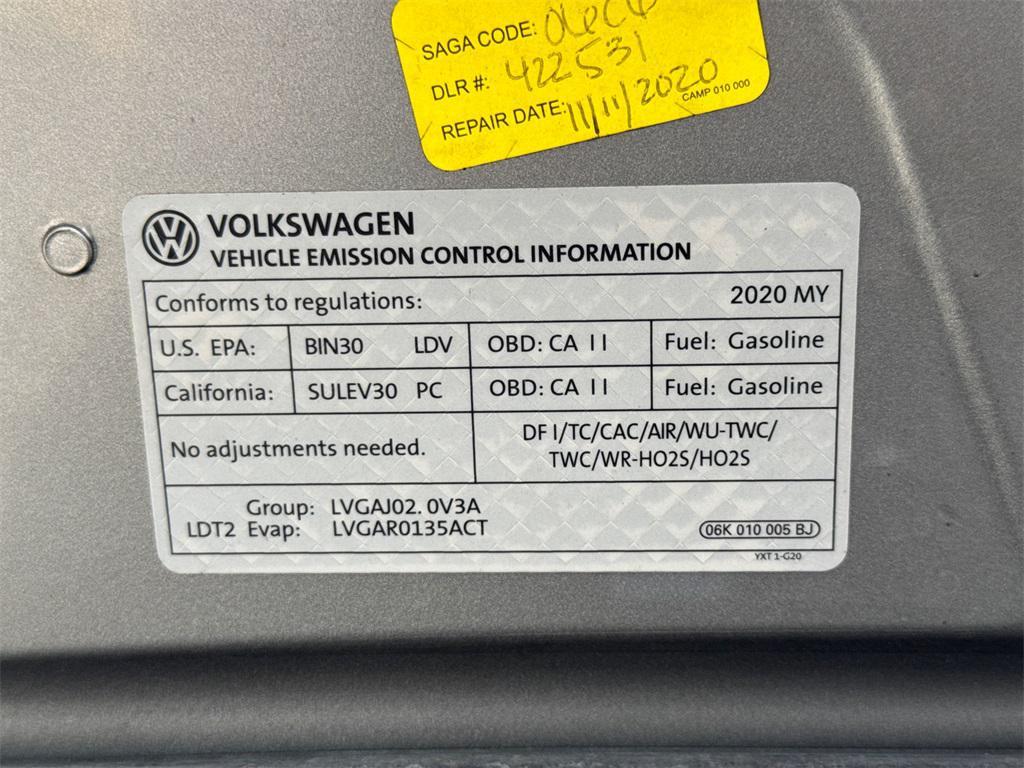 SAGA CODE:
DLR #: 422531
REPAIR DATE: 11/11/2020
CAMP 010 000
VOLKSWAGEN
VEHICLE EMISSION CONTROL INFORMATION
Conforms to regulations: 2020 MY
U.S. EPA: BIN30 LDV OBD: CA II Fuel: Gasoline
California: SULEV30 PC OBD: CA II Fuel: Gasoline
No adjustments needed.
DFI/TC/CAC/AIR/WU-TWC/
TWC/WR-HO2S/HO2S
Group: LVGAJ02.0V3A
LDT2 Evap: LVGAR0135ACT
06K 010 005 BJ
YXT 1-G20